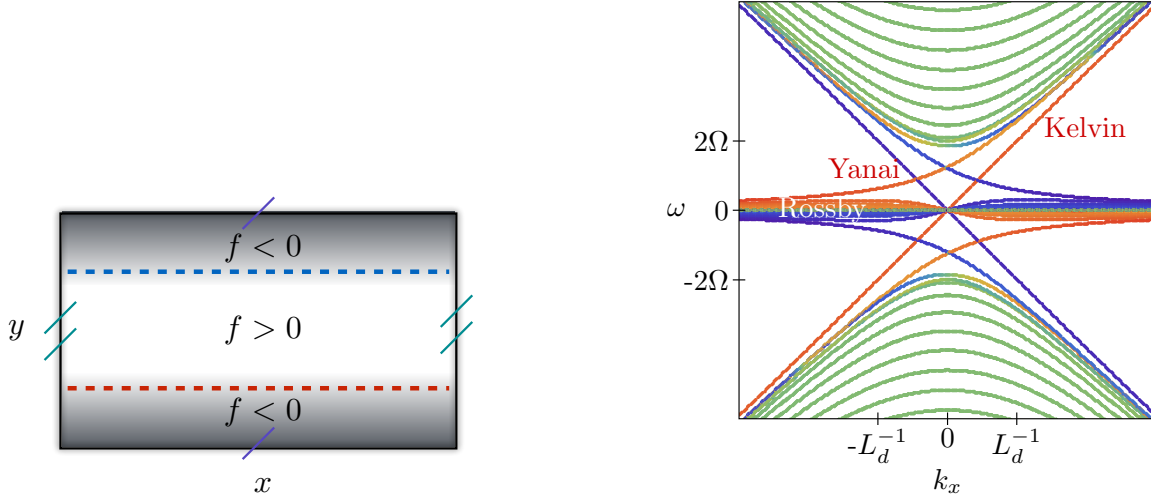 f < 0
f > 0
y
f < 0
x
Kelvin
2Ω
Yanai
Rossby
ω 0
-2Ω
-L_d^{-1} 0 L_d^{-1}
k_x